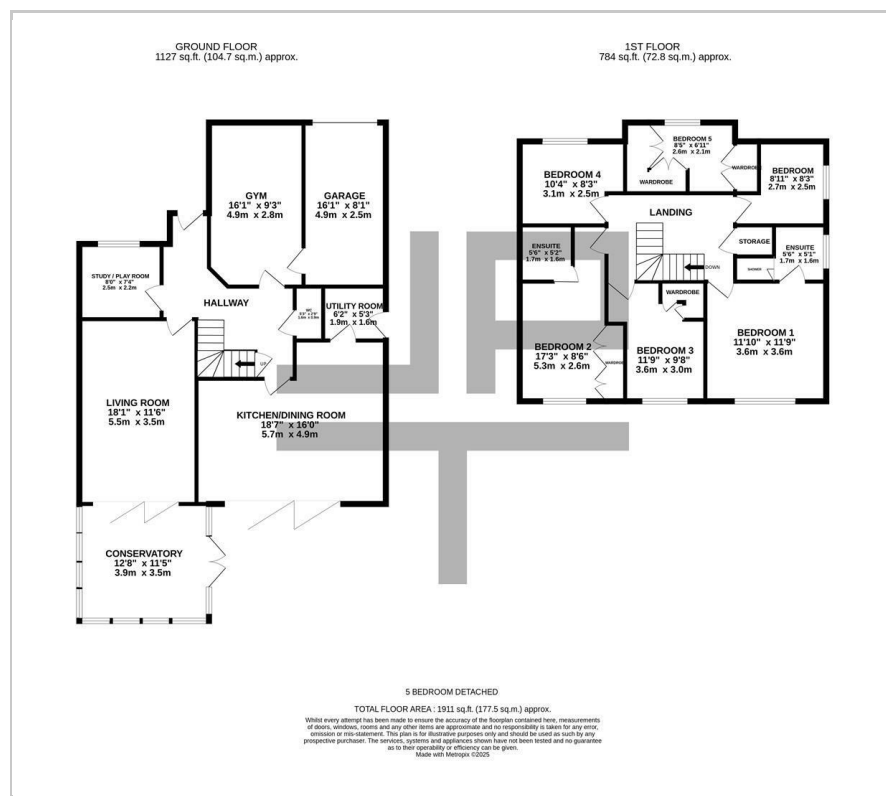 GROUND FLOOR
1127 sq.ft. (104.7 sq.m.) approx.
GYM
16'1" x 9'3"
4.9m x 2.8m
GARAGE
16'1" x 8'1"
4.9m x 2.5m
STUDY / PLAY ROOM
8'0" x 7'4"
2.5m x 2.2m
HALLWAY
WC
UTILITY ROOM
6'2" x 5'3"
1.9m x 1.6m
UP
LIVING ROOM
18'1" x 11'6"
5.5m x 3.5m
KITCHEN/DINING ROOM
18'7" x 16'0"
5.7m x 4.9m
CONSERVATORY
12'8" x 11'5"
3.9m x 3.5m
1ST FLOOR
784 sq.ft. (72.8 sq.m.) approx.
BEDROOM 5
8'5" x 6'11"
2.6m x 2.1m
WARDROBE
WARDROBE
BEDROOM 4
10'4" x 8'3"
3.1m x 2.5m
BEDROOM
8'11" x 8'3"
2.7m x 2.5m
LANDING
ENSUITE
5'6" x 5'2"
1.7m x 1.6m
STORAGE
ENSUITE
5'6" x 5'1"
1.7m x 1.6m
SHOWER
DOWN
WARDROBE
BEDROOM 2
17'3" x 8'6"
5.3m x 2.6m
WARDROBE
BEDROOM 3
11'9" x 9'8"
3.6m x 3.0m
BEDROOM 1
11'10" x 11'9"
3.6m x 3.6m
5 BEDROOM DETACHED
TOTAL FLOOR AREA : 1911 sq.ft. (177.5 sq.m.) approx.
Whilst every attempt has been made to ensure the accuracy of the floorplan contained here, measurements
of doors, windows, rooms and any other items are approximate and no responsibility is taken for any error,
omission or mis-statement. This plan is for illustrative purposes only and should be used as such by any
prospective purchaser. The services, systems and appliances shown have not been tested and no guarantee
as to their operability or efficiency can be given.
Made with Metropix ©2025